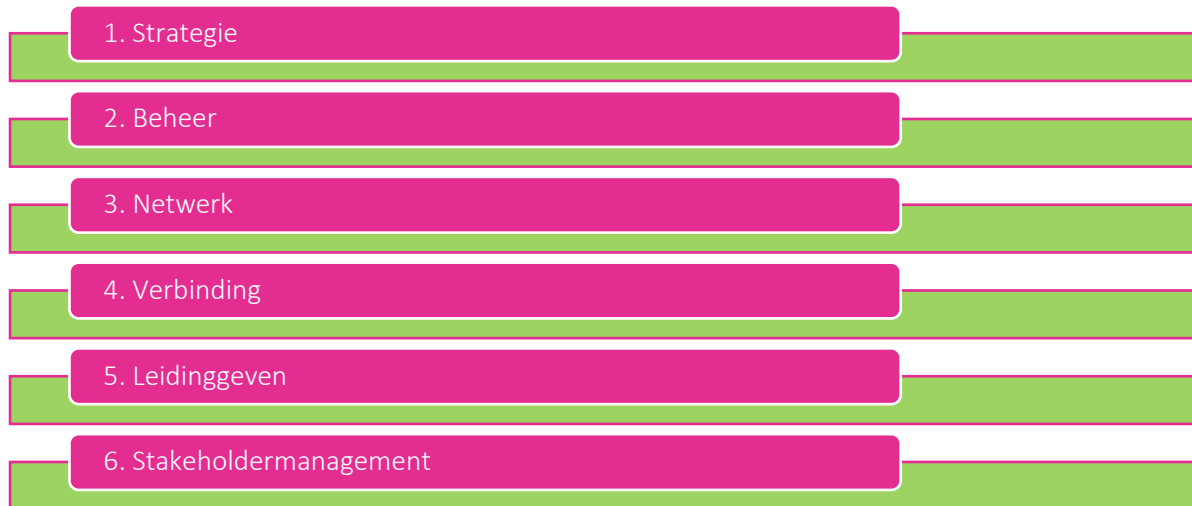 1. Strategie
2. Beheer
3. Netwerk
4. Verbinding
5. Leidinggeven
6. Stakeholdermanagement